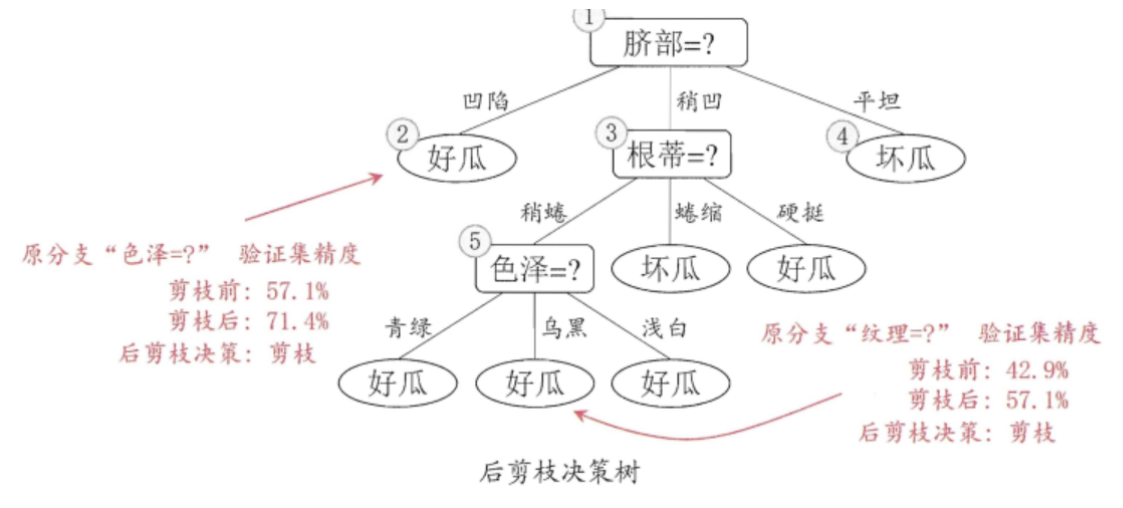 1
脐部=?
凹陷
稍凹
平坦
2
好瓜
3
根蒂=?
4
坏瓜
稍蜷
蜷缩
硬挺
原分支“色泽=?” 验证集精度
剪枝前: 57.1%
剪枝后: 71.4%
后剪枝决策: 剪枝
5
色泽=?
坏瓜
好瓜
青绿
乌黑
浅白
好瓜
好瓜
好瓜
原分支“纹理=?” 验证集精度
剪枝前: 42.9%
剪枝后: 57.1%
后剪枝决策: 剪枝
后剪枝决策树